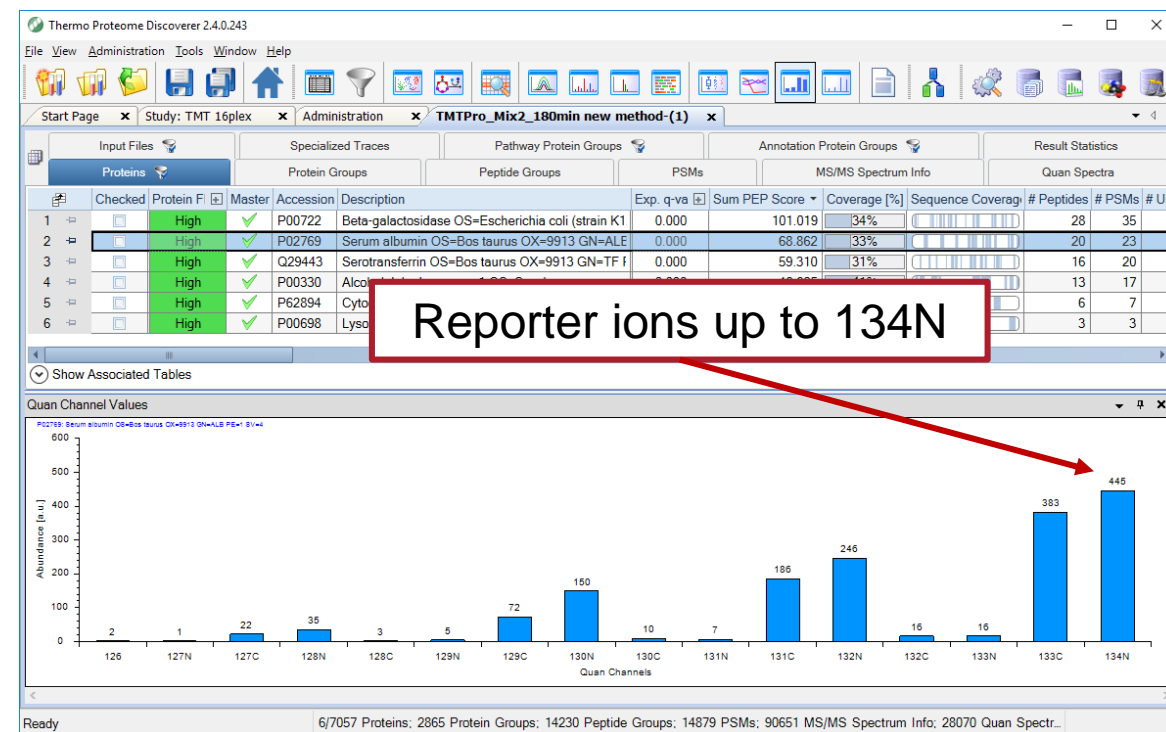 Thermo Proteome Discoverer 2.4.0.243
File View Administration Tools Window Help
Start Page x Study: TMT 16plex x Administration x TMTPro_Mix2_180min new method-(1) x
Input Files Specialized Traces Pathway Protein Groups Annotation Protein Groups Result Statistics
Proteins Protein Groups Peptide Groups PSMs MS/MS Spectrum Info Quan Spectra
Checked Protein FI Master Accession Description Exp. q-va Sum PEP Score Coverage [%] Sequence Coverag # Peptides # PSMs # U
1 High P00722 Beta-galactosidase OS=Escherichia coli (strain K1 0.000 101.019 34% 28 35
2 High P02769 Serum albumin OS=Bos taurus OX=9913 GN=ALE 0.000 68.862 33% 20 23
3 High Q29443 Serotransferrin OS=Bos taurus OX=9913 GN=TF F 0.000 59.310 31% 16 20
4 High P00330 13 17
5 High P62894 Cyto 6 7
6 High P00698 Lyso 3 3
Reporter ions up to 134N
Show Associated Tables
Quan Channel Values
P02769: Serum albumin OS=Bos taurus OX=9913 GN=ALB PE=1 SV=4
Abundance [a.u.]
600
500
400
300
200
100
0
2 1 22 35 3 5 72 150 10 7 186 246 16 16 383 445
126 127N 127C 128N 128C 129N 129C 130N 130C 131N 131C 132N 132C 133N 133C 134N
Quan Channels
Ready 6/7057 Proteins; 2865 Protein Groups; 14230 Peptide Groups; 14879 PSMs; 90651 MS/MS Spectrum Info; 28070 Quan Spectr...